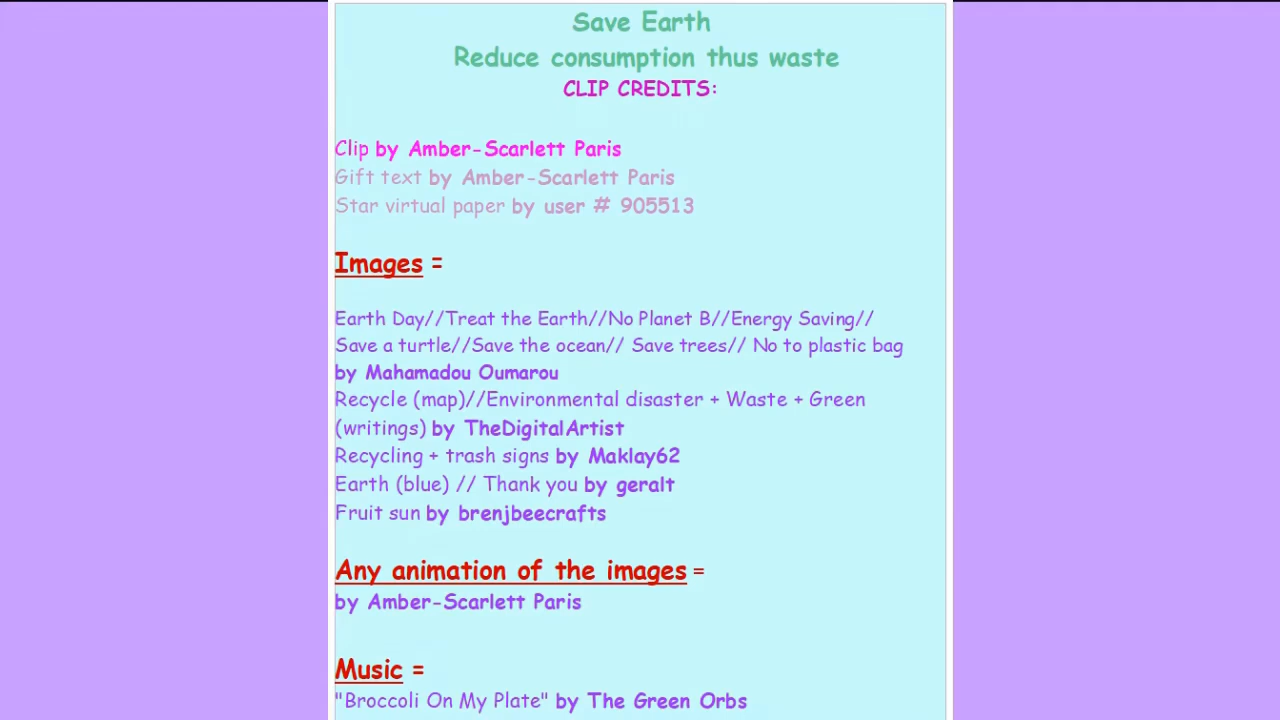 Save Earth
Reduce consumption thus waste
CLIP CREDITS:
Clip by Amber-Scarlett Paris
Gift text by Amber-Scarlett Paris
Star virtual paper by user # 905513
Images =
Earth Day//Treat the Earth//No Planet B//Energy Saving//
Save a turtle//Save the ocean// Save trees// No to plastic bag
by Mahamadou Oumarou
Recycle (map)//Environmental disaster + Waste + Green
(writings) by TheDigitalArtist
Recycling + trash signs by Maklay62
Earth (blue) // Thank you by geralt
Fruit sun by brenjbeecrafts
Any animation of the images =
by Amber-Scarlett Paris
Music =
"Broccoli On My Plate" by The Green Orbs